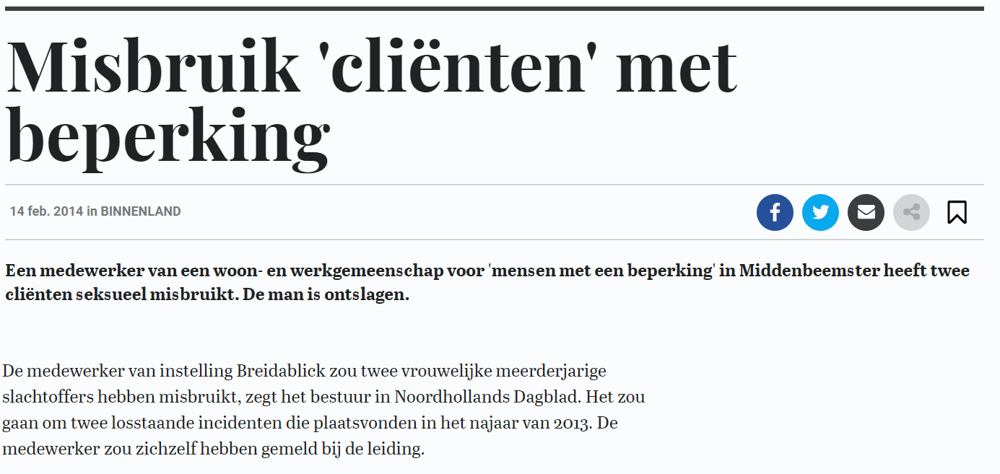 Misbruik 'cliënten' met
beperking
14 feb. 2014 in BINNENLAND
Een medewerker van een woon- en werkgemeenschap voor 'mensen met een beperking' in Middenbeemster heeft twee
cliënten seksueel misbruikt. De man is ontslagen.
De medewerker van instelling Breidablick zou twee vrouwelijke meerderjarige
slachtoffers hebben misbruikt, zegt het bestuur in Noordhollands Dagblad. Het zou
gaan om twee losstaande incidenten die plaatsvonden in het najaar van 2013. De
medewerker zou zichzelf hebben gemeld bij de leiding.